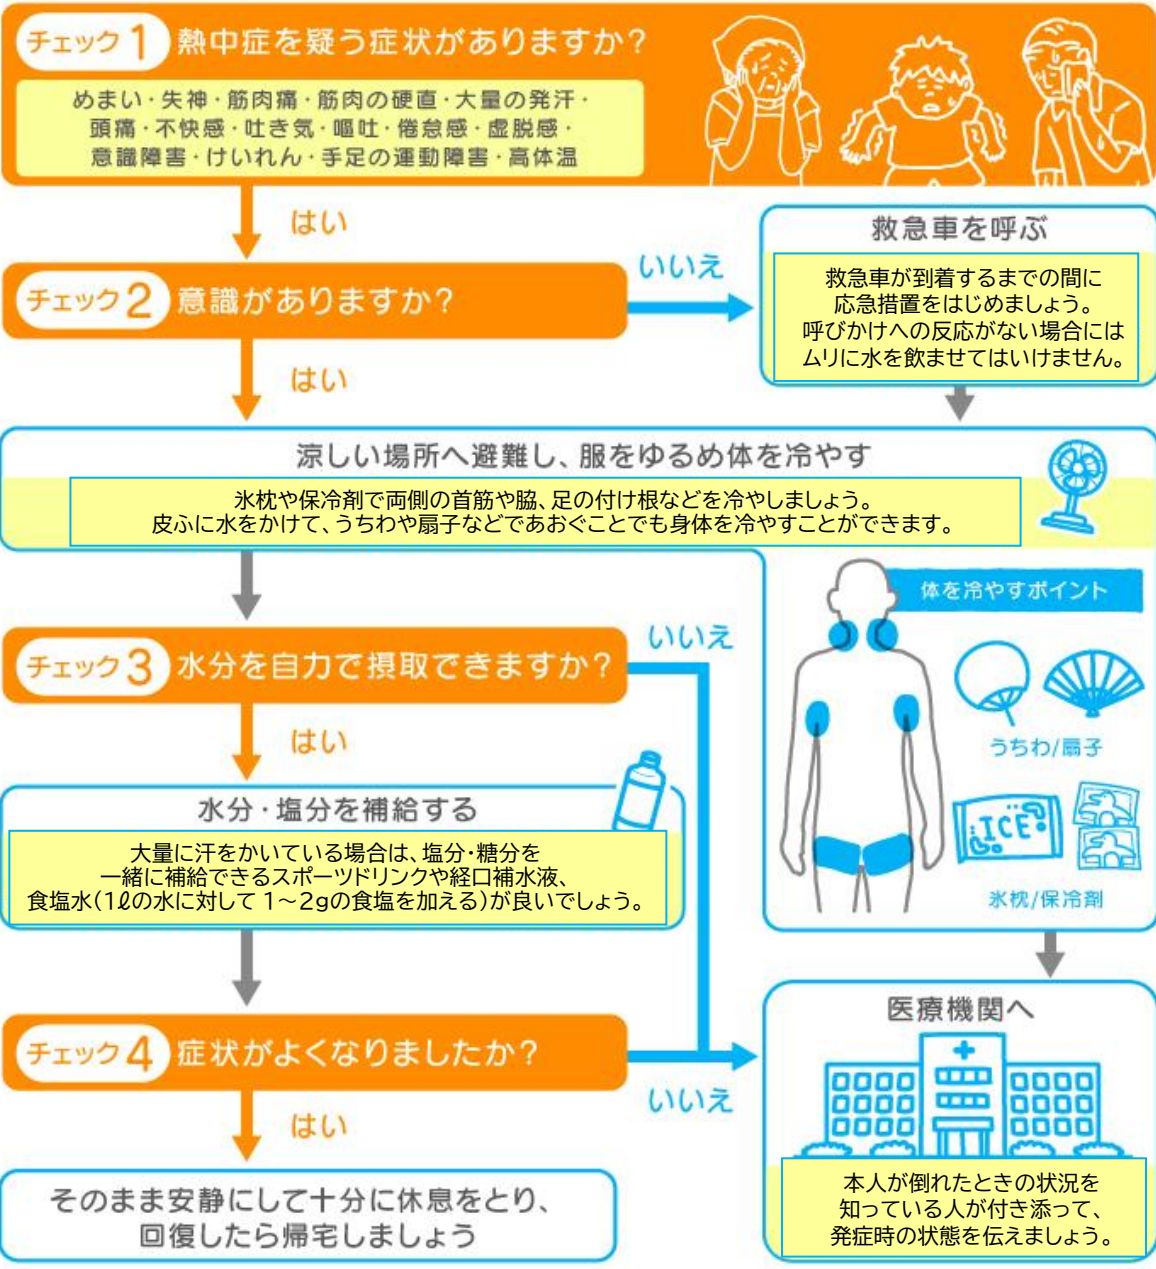 チェック1 熱中症を疑う症状がありますか?
めまい・失神・筋肉痛・筋肉の硬直・大量の発汗・
頭痛・不快感・吐き気・嘔吐・倦怠感・虚脱感・
意識障害・けいれん・手足の運動障害・高体温
はい
チェック2 意識がありますか?
いいえ
救急車を呼ぶ
救急車が到着するまでの間に
応急措置をはじめましょう。
呼びかけへの反応がない場合には
ムリに水を飲ませてはいけません。
はい
涼しい場所へ避難し、服をゆるめ体を冷やす
氷枕や保冷剤で両側の首筋や脇、足の付け根などを冷やしましょう。
皮ふに水をかけて、うちわや扇子などであおぐことでも身体を冷やすことができます。
体を冷やすポイント
うちわ/扇子
ICE
氷枕/保冷剤
チェック3 水分を自力で摂取できますか?
いいえ
はい
水分・塩分を補給する
大量に汗をかいている場合は、塩分・糖分を
一緒に補給できるスポーツドリンクや経口補水液、
食塩水(1ℓの水に対して1〜2gの食塩を加える)が良いでしょう。
チェック4 症状がよくなりましたか?
いいえ
はい
そのまま安静にして十分に休息をとり、
回復したら帰宅しましょう
医療機関へ
本人が倒れたときの状況を
知っている人が付き添って、
発症時の状態を伝えましょう。